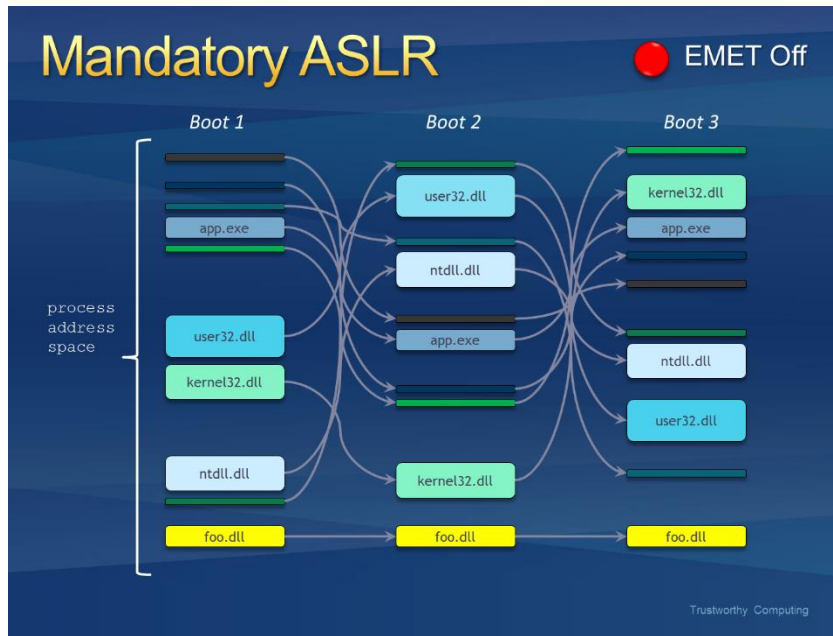 Mandatory ASLR
EMET Off
Boot 1
Boot 2
Boot 3
process
address
space
app.exe
user32.dll
kernel32.dll
ntdll.dll
foo.dll
user32.dll
ntdll.dll
app.exe
kernel32.dll
foo.dll
kernel32.dll
app.exe
ntdll.dll
user32.dll
foo.dll
Trustworthy Computing